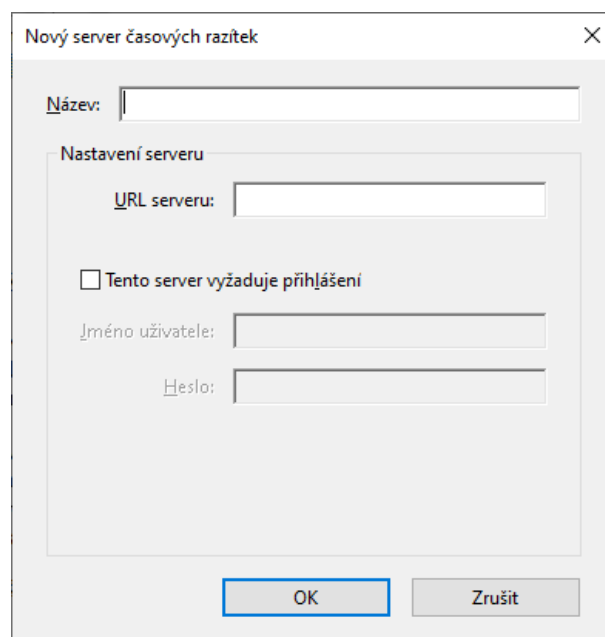 Nový server časových razítek
Název:
Nastavení serveru
URL serveru:
Tento server vyžaduje přihlášení
Jméno uživatele:
Heslo:
OK Zrušit